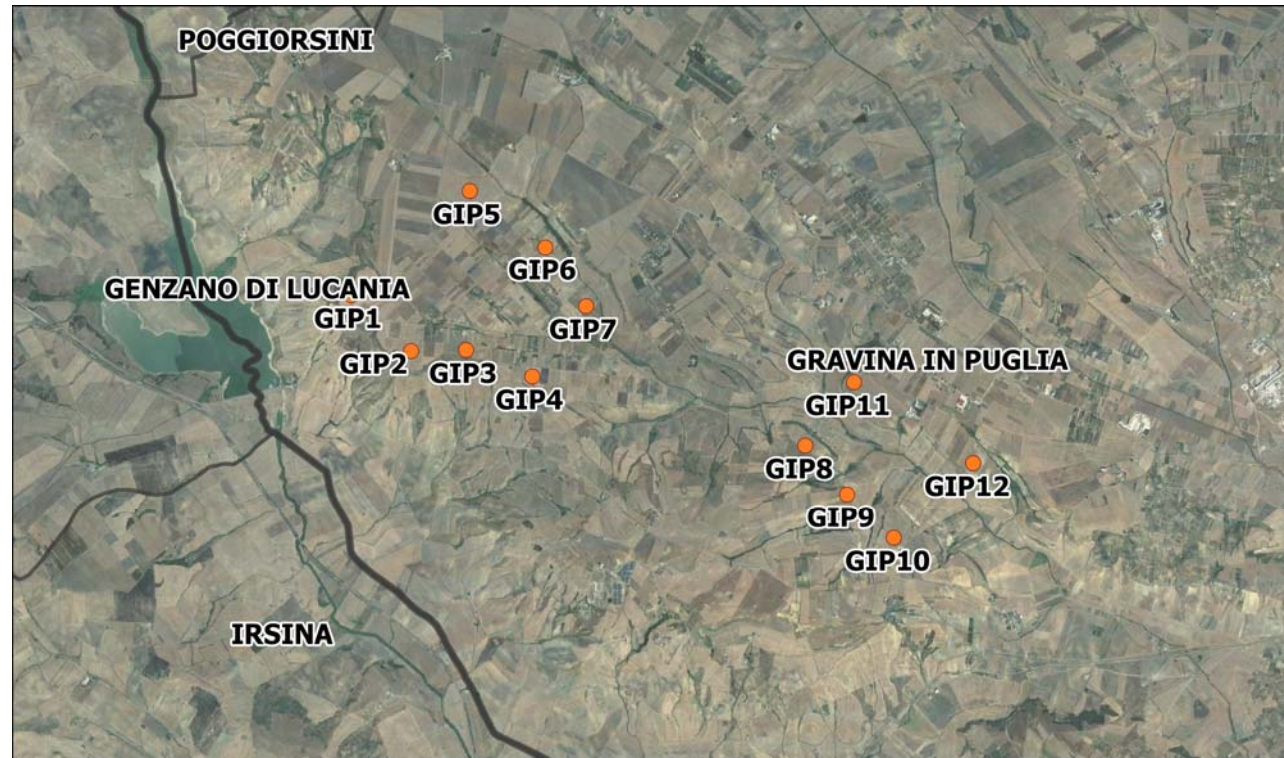 POGGIORSINI
GIP5
GIP6
GENZANO DI LUCANIA
GIP1
GIP7
GIP2
GIP3
GIP4
GRAVINA IN PUGLIA
GIP11
GIP8
GIP12
GIP9
GIP10
IRSINA